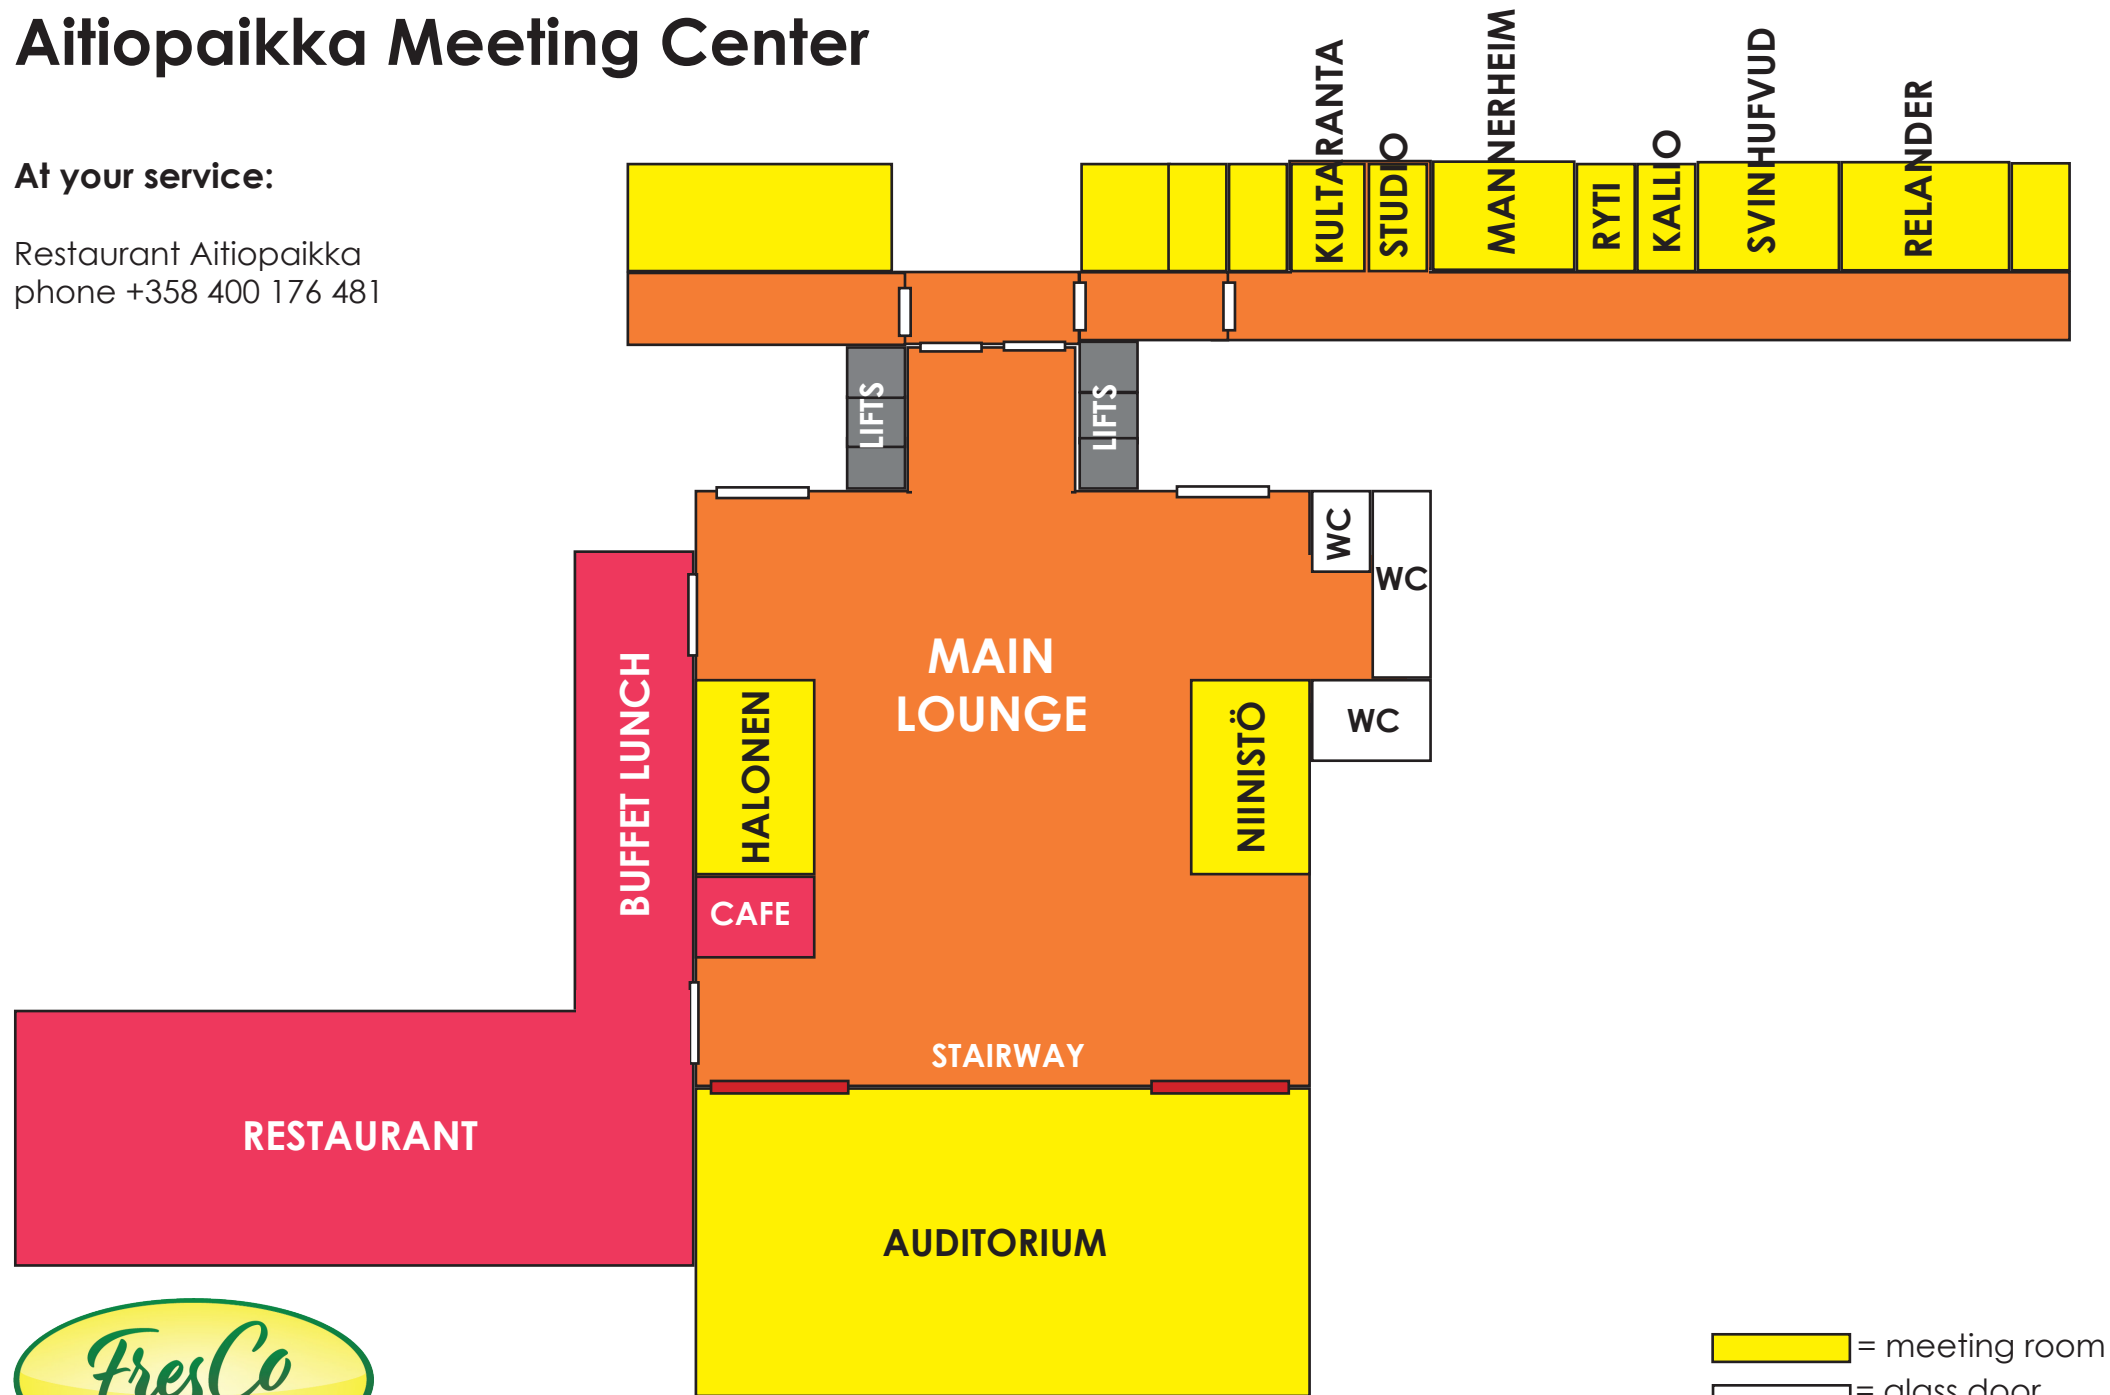 Aitiopaikka Meeting Center
At your service:
Restaurant Aitiopaikka
phone +358 400 176 481
KULTARANTA
STUDIO
MANNERHEIM
RYTI
KALLIO
SVINHUFVUD
RELANDER
LIFTS
LIFTS
WC
WC
WC
MAIN
LOUNGE
BUFFET LUNCH
HALONEN
NIINISTÖ
CAFE
STAIRWAY
RESTAURANT
AUDITORIUM
FresCo
= meeting room
= glass door